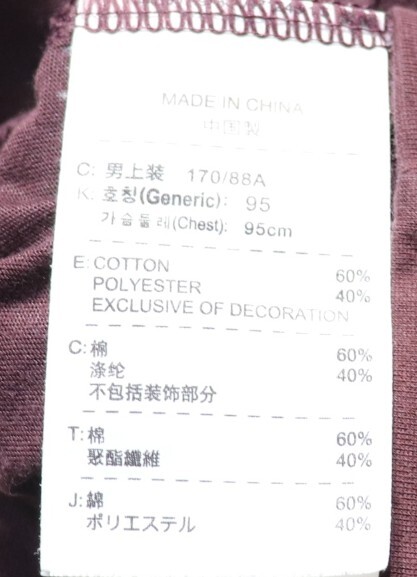 MADE IN CHINA
中国製
C: 男上装 170/88A
K: 호칭(Generic): 95
가슴둘레(Chest): 95cm
E: COTTON 60%
POLYESTER 40%
EXCLUSIVE OF DECORATION
C: 棉 60%
涤纶 40%
不包括装饰部分
T: 棉 60%
聚酯纖維 40%
J: 綿 60%
ポリエステル 40%